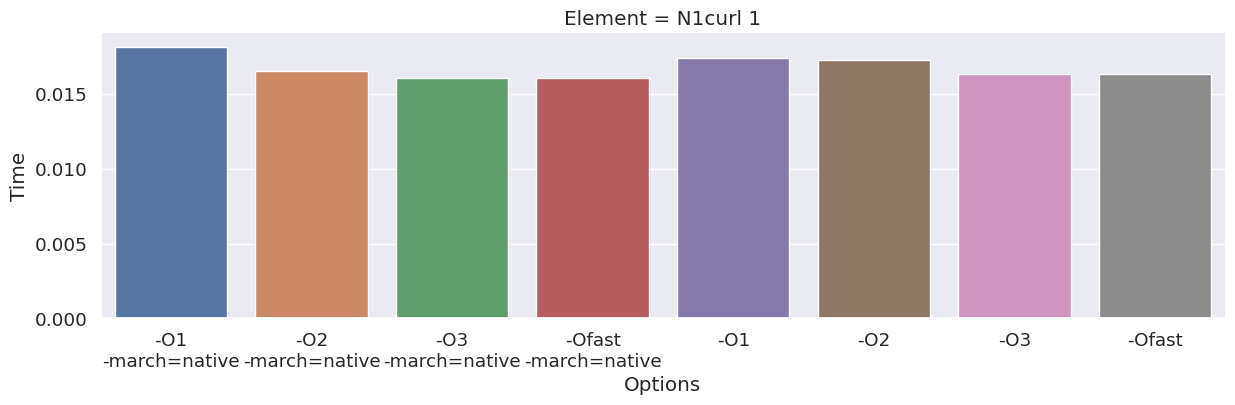 Element = N1curl 1
Time
0.015
0.010
0.005
0.000
-O1
-march=native
-O2
-march=native
-O3
-march=native
-Ofast
-march=native
-O1
-O2
-O3
-Ofast
Options